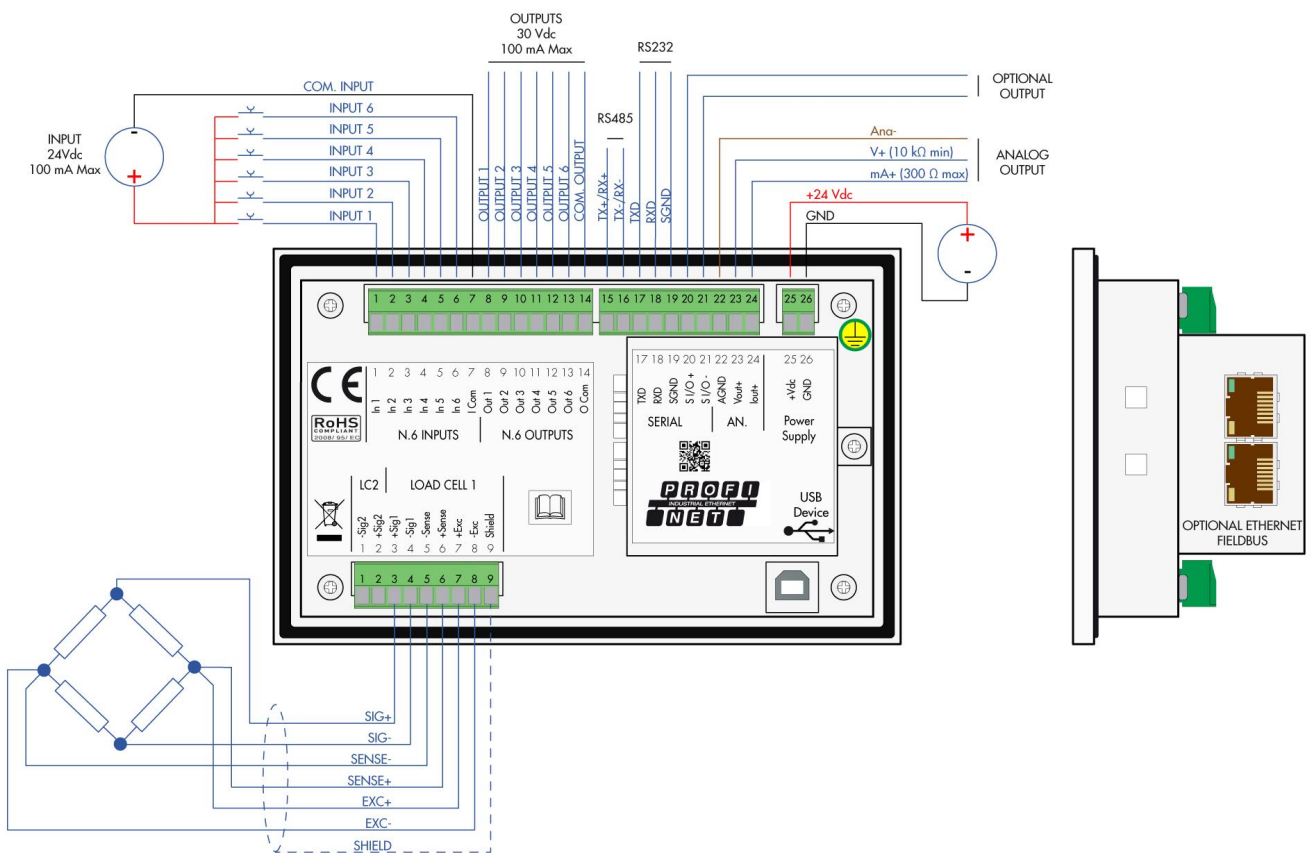 OUTPUTS
30 Vdc
100 mA Max
RS232
COM. INPUT
INPUT 6
INPUT 5
INPUT 4
INPUT 3
INPUT 2
INPUT 1
INPUT
24Vdc
100 mA Max
-
+
OUTPUT 1
OUTPUT 2
OUTPUT 3
OUTPUT 4
OUTPUT 5
OUTPUT 6
COM. OUTPUT
RS485
TX+/RX+
TX-/RX-
TXD
RXD
SGND
OPTIONAL
OUTPUT
Ana-
V+ (10 kΩ min)
mA+ (300 Ω max)
ANALOG
OUTPUT
+24 Vdc
GND
+
-
1 2 3 4 5 6 7 8 9 10 11 12 13 14
15 16 17 18 19 20 21 22 23 24
25 26
CE
RoHS
COMPLIANT
2008/95/EC
1 2 3 4 5 6 7 8 9 10 11 12 13 14
In 1
In 2
In 3
In 4
In 5
In 6
I Com
Out 1
Out 2
Out 3
Out 4
Out 5
Out 6
O Com
N.6 INPUTS
N.6 OUTPUTS
17 18 19 20 21 22 23 24 25 26
TXD
RXD
SGND
S I/O +
S I/O -
AGND
Vout+
Iout+
+Vdc
GND
SERIAL
AN.
Power
Supply
PROFI
INDUSTRIAL ETHERNET
NET
USB
Device
LC2
LOAD CELL 1
-Sig2
+Sig2
+Sig1
-Sig1
-Sense
+Sense
+Exc
-Exc
Shield
1 2 3 4 5 6 7 8 9
1 2 3 4 5 6 7 8 9
SIG+
SIG-
SENSE-
SENSE+
EXC+
EXC-
SHIELD
OPTIONAL ETHERNET
FIELDBUS